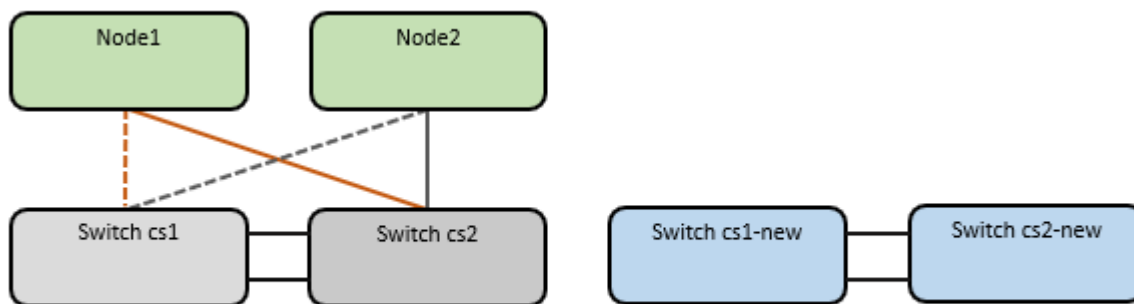 Node1
Node2
Switch cs1
Switch cs2
Switch cs1-new
Switch cs2-new